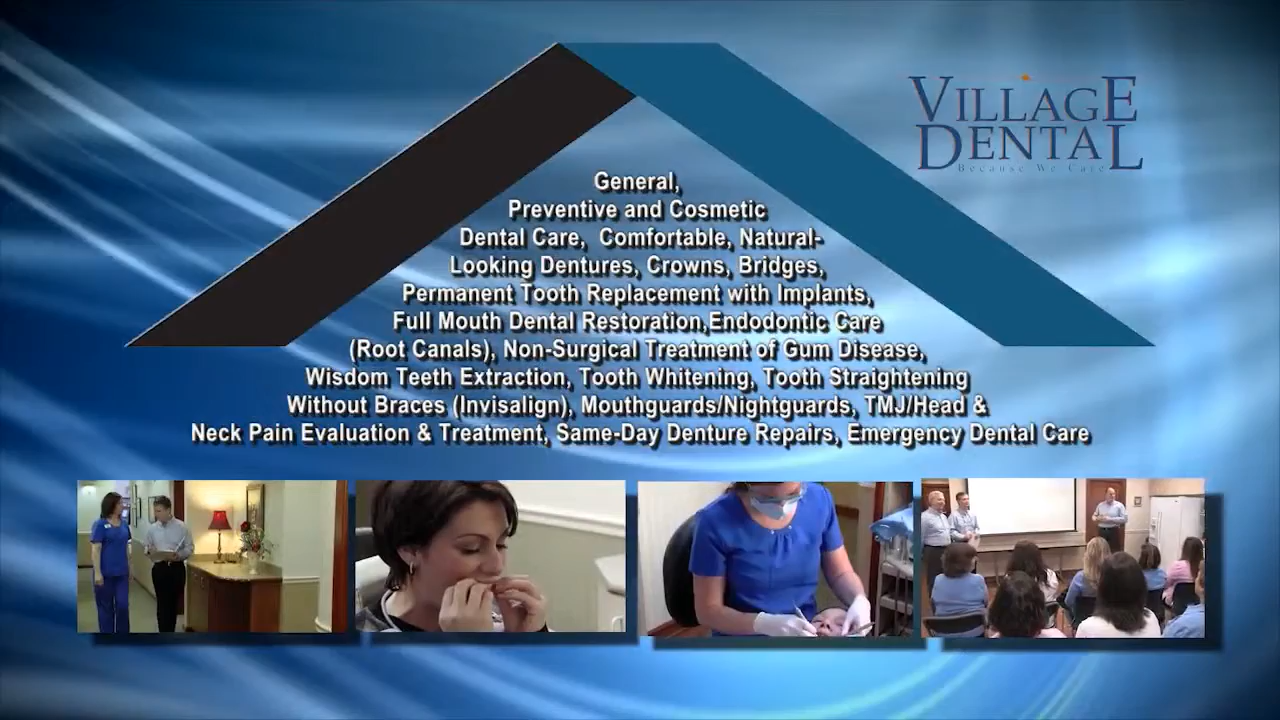 VILLAGE
DENTAL
Because We Care
General,
Preventive and Cosmetic
Dental Care, Comfortable, Natural-
Looking Dentures, Crowns, Bridges,
Permanent Tooth Replacement with Implants,
Full Mouth Dental Restoration,Endodontic Care
(Root Canals), Non-Surgical Treatment of Gum Disease,
Wisdom Teeth Extraction, Tooth Whitening, Tooth Straightening
Without Braces (Invisalign), Mouthguards/Nightguards, TMJ/Head &
Neck Pain Evaluation & Treatment, Same-Day Denture Repairs, Emergency Dental Care